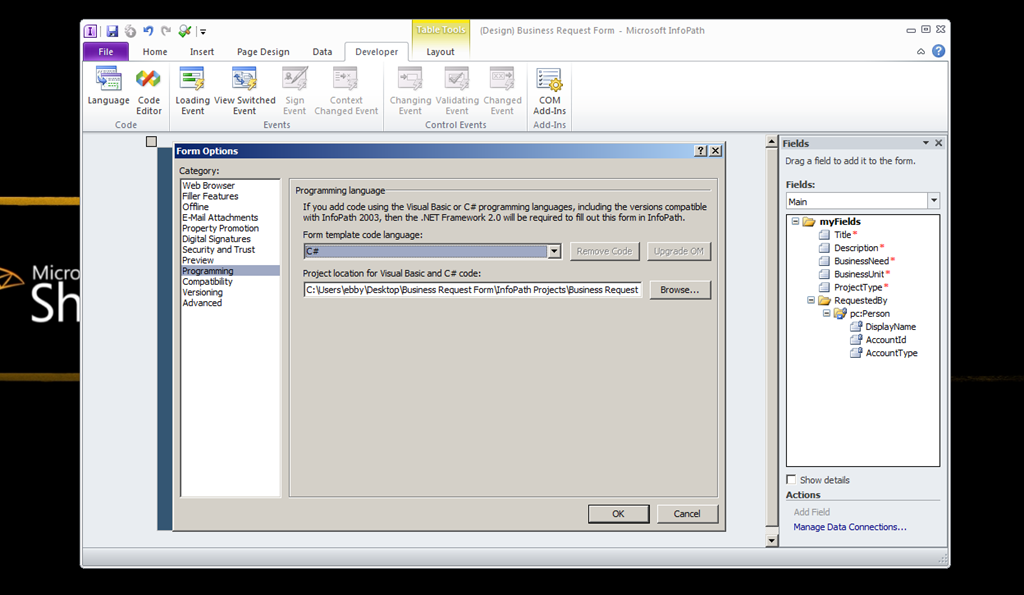 Table Tools
(Design) Business Request Form - Microsoft InfoPath
File Home Insert Page Design Data Developer Layout
Language Code Editor Loading Event View Switched Event Sign Event Context Changed Event Changing Event Validating Event Changed Event COM Add-Ins
Code Events Control Events Add-Ins
Form Options
Category:
Web Browser
Filler Features
Offline
E-Mail Attachments
Property Promotion
Digital Signatures
Security and Trust
Preview
Programming
Compatibility
Versioning
Advanced
Programming language
If you add code using the Visual Basic or C# programming languages, including the versions compatible
with InfoPath 2003, then the .NET Framework 2.0 will be required to fill out this form in InfoPath.
Form template code language:
C# Remove Code Upgrade OM
Project location for Visual Basic and C# code:
C:\Users\ebby\Desktop\Business Request Form\InfoPath Projects\Business Request Browse...
OK Cancel
Fields
Drag a field to add it to the form.
Fields:
Main
myFields
Title*
Description*
BusinessNeed*
BusinessUnit*
ProjectType*
RequestedBy
pc:Person
DisplayName
AccountId
AccountType
Show details
Actions
Add Field
Manage Data Connections...
Micro
Sh